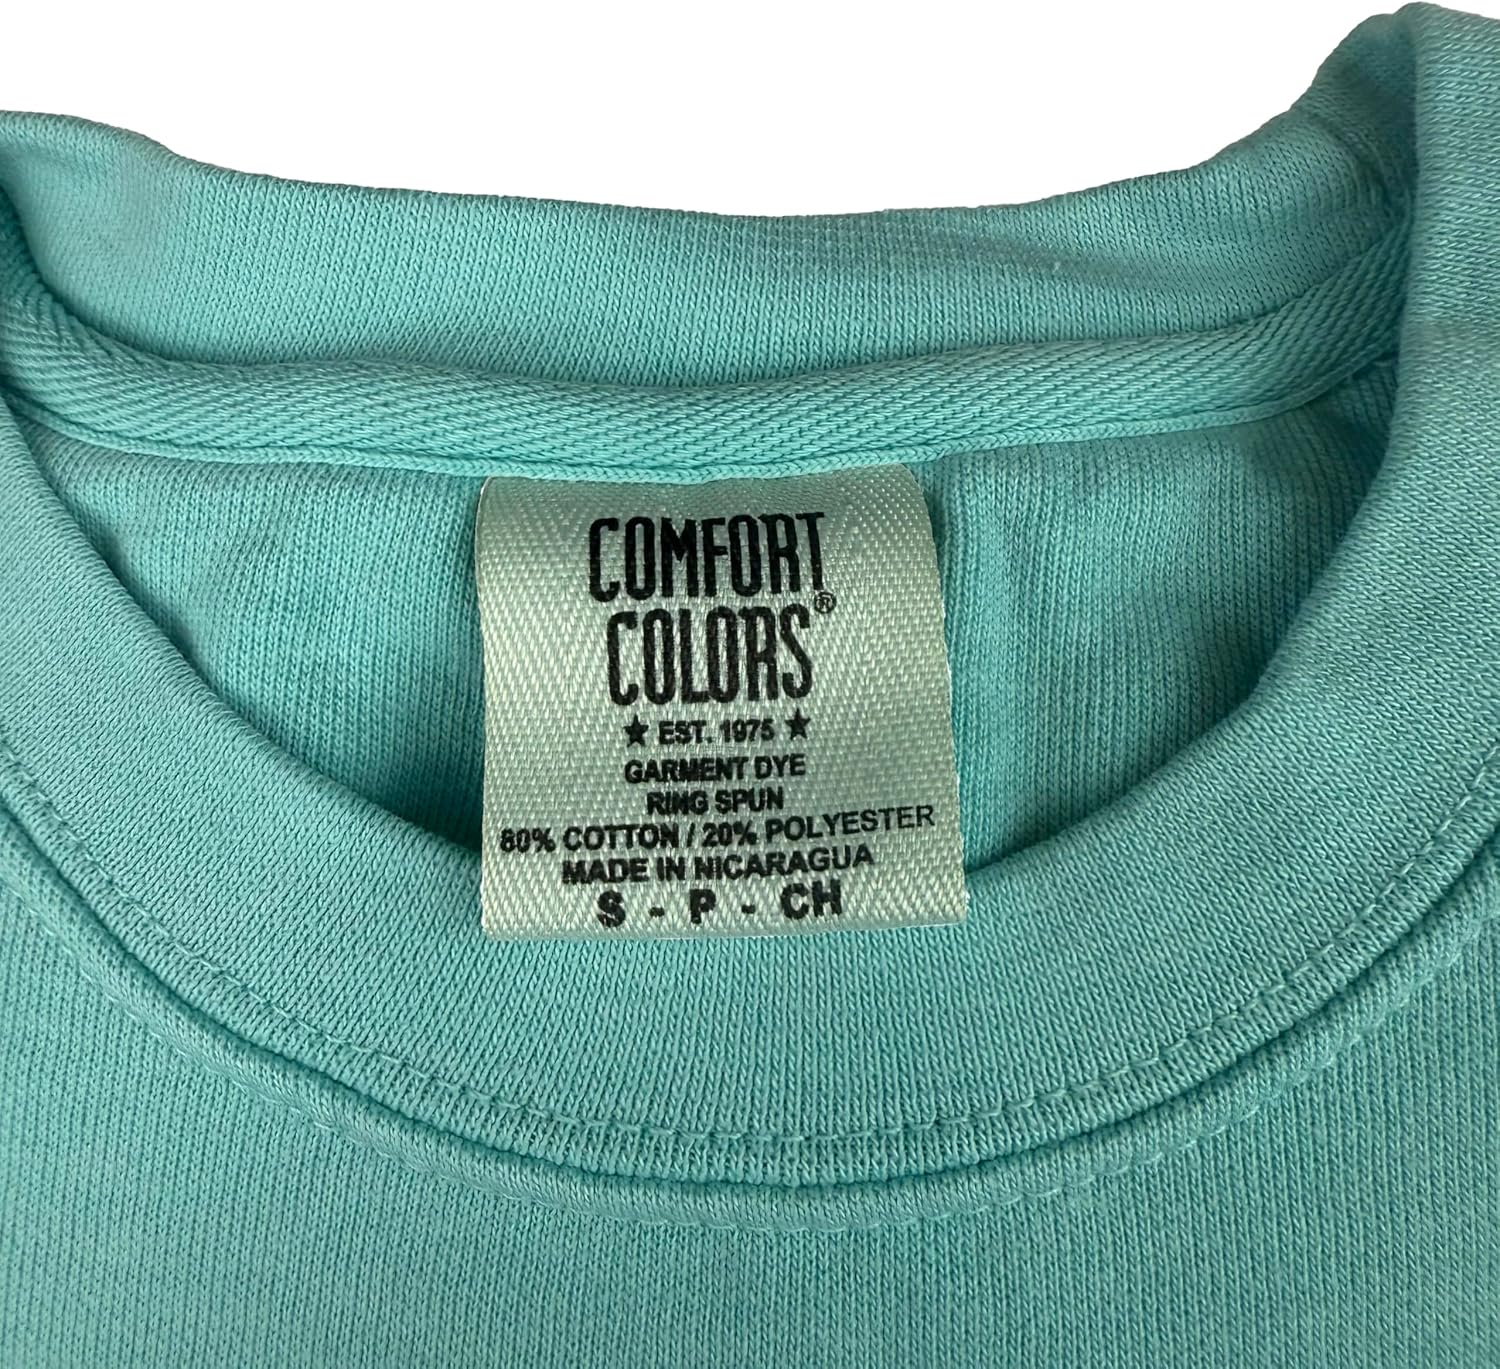 COMFORT
COLORS®
★ EST. 1975 ★
GARMENT DYE
RING SPUN
80% COTTON / 20% POLYESTER
MADE IN NICARAGUA
S - P - CH